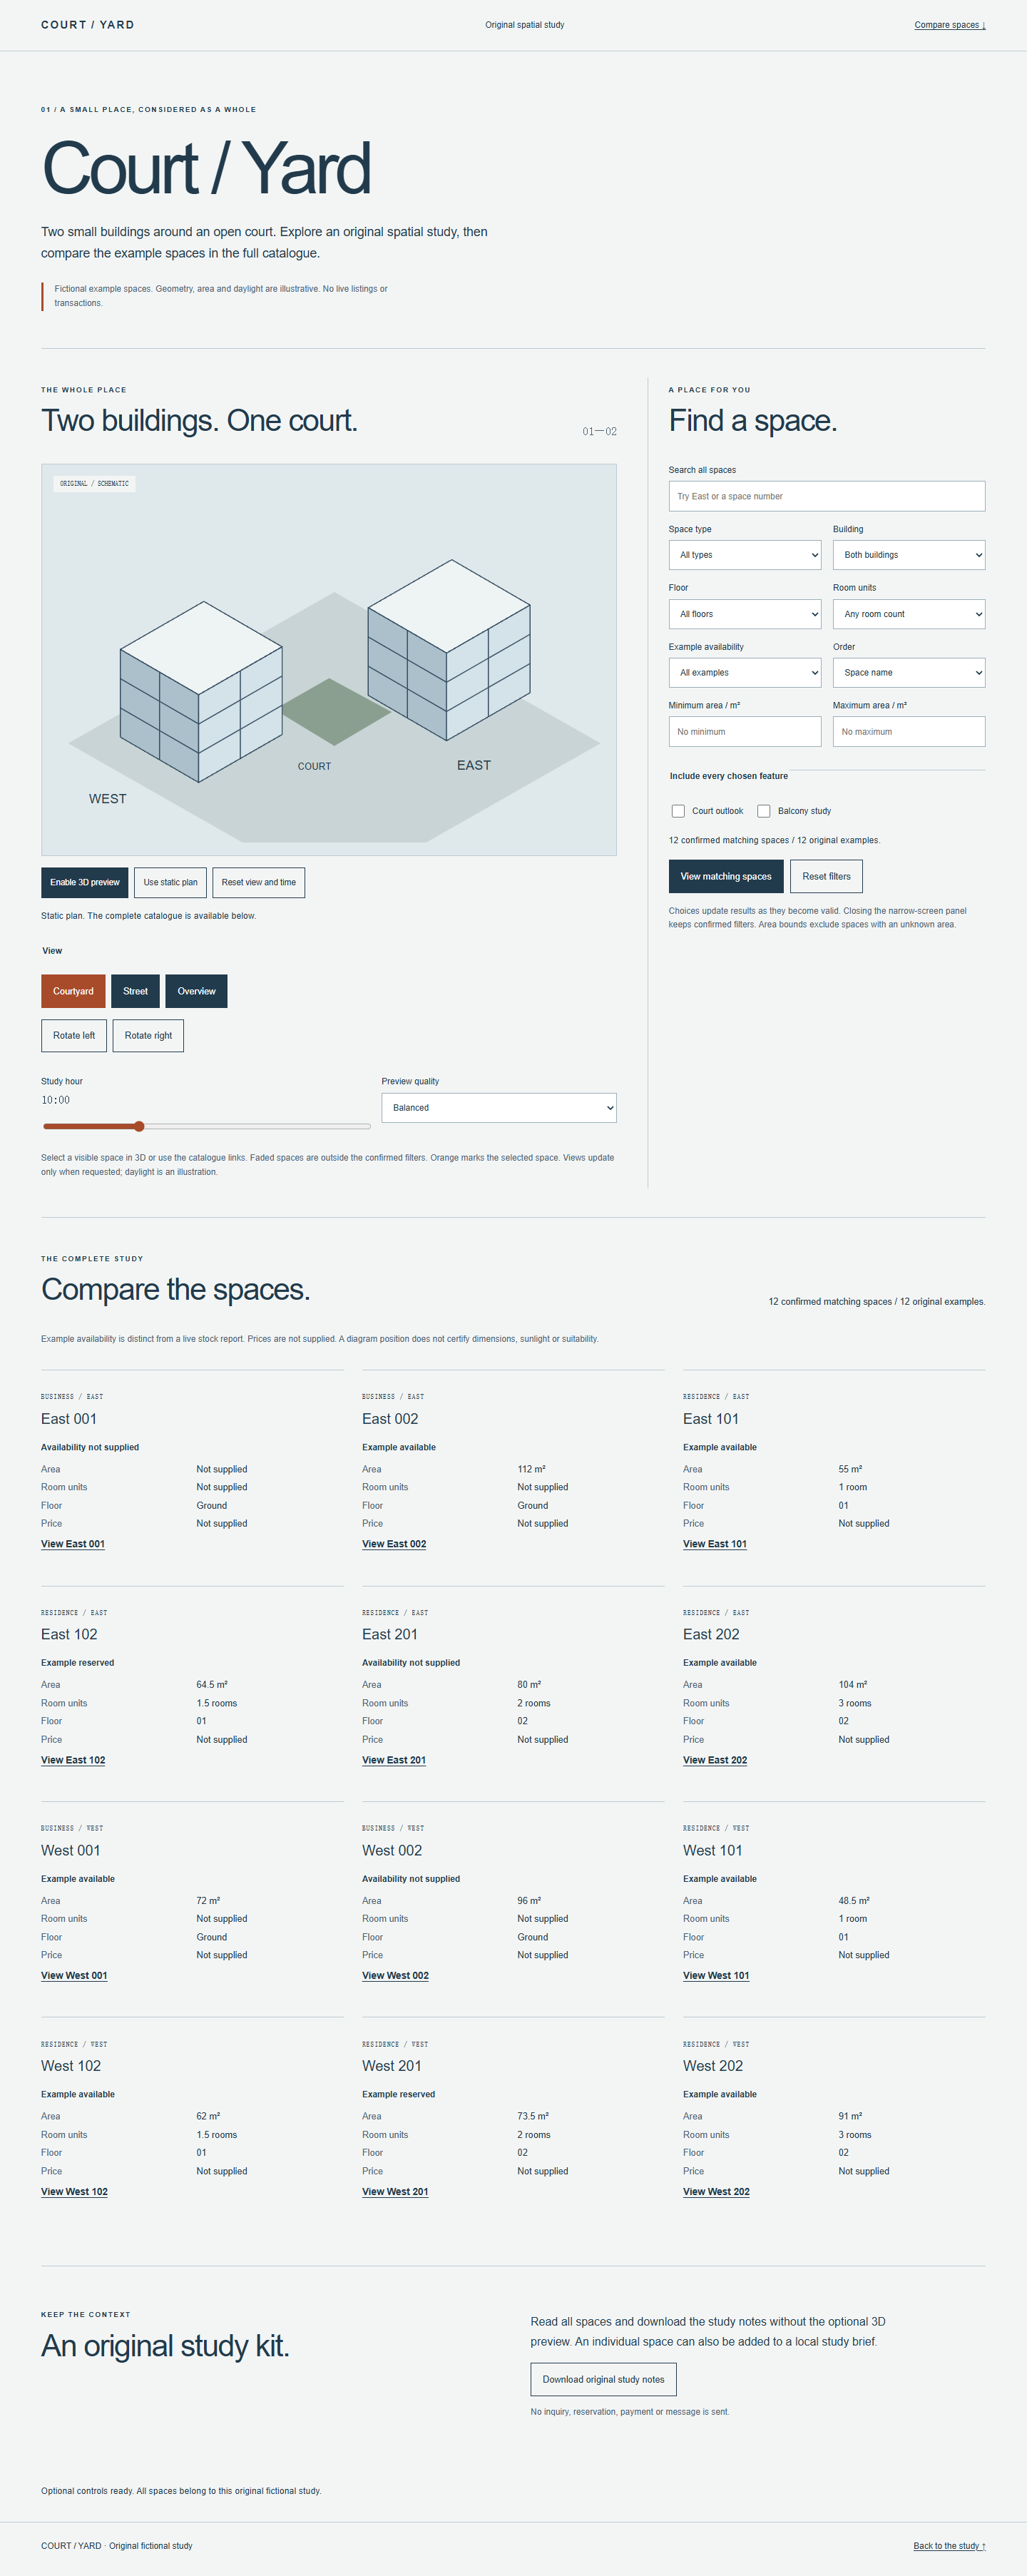 COURT / YARD
Original spatial study
Compare spaces ↓
01 / A SMALL PLACE, CONSIDERED AS A WHOLE
Court / Yard
Two small buildings around an open court. Explore an original spatial study, then
compare the example spaces in the full catalogue.
Fictional example spaces. Geometry, area and daylight are illustrative. No live listings or
transactions.
THE WHOLE PLACE
Two buildings. One court.
01—02
ORIGINAL / SCHEMATIC
COURT
EAST
WEST
Enable 3D preview
Use static plan
Reset view and time
Static plan. The complete catalogue is available below.
View
Courtyard
Street
Overview
Rotate left
Rotate right
Study hour
10:00
Preview quality
Balanced
Select a visible space in 3D or use the catalogue links. Faded spaces are outside the confirmed filters. Orange marks the selected space. Views update
only when requested; daylight is an illustration.
A PLACE FOR YOU
Find a space.
Search all spaces
Try East or a space number
Space type
Building
All types
Both buildings
Floor
Room units
All floors
Any room count
Example availability
Order
All examples
Space name
Minimum area / m²
Maximum area / m²
No minimum
No maximum
Include every chosen feature
Court outlook
Balcony study
12 confirmed matching spaces / 12 original examples.
View matching spaces
Reset filters
Choices update results as they become valid. Closing the narrow-screen panel
keeps confirmed filters. Area bounds exclude spaces with an unknown area.
THE COMPLETE STUDY
Compare the spaces.
12 confirmed matching spaces / 12 original examples.
Example availability is distinct from a live stock report. Prices are not supplied. A diagram position does not certify dimensions, sunlight or suitability.
BUSINESS / EAST
East 001
Availability not supplied
Area Not supplied
Room units Not supplied
Floor Ground
Price Not supplied
View East 001
BUSINESS / EAST
East 002
Example available
Area 112 m²
Room units Not supplied
Floor Ground
Price Not supplied
View East 002
RESIDENCE / EAST
East 101
Example available
Area 55 m²
Room units 1 room
Floor 01
Price Not supplied
View East 101
RESIDENCE / EAST
East 102
Example reserved
Area 64.5 m²
Room units 1.5 rooms
Floor 01
Price Not supplied
View East 102
RESIDENCE / EAST
East 201
Availability not supplied
Area 80 m²
Room units 2 rooms
Floor 02
Price Not supplied
View East 201
RESIDENCE / EAST
East 202
Example available
Area 104 m²
Room units 3 rooms
Floor 02
Price Not supplied
View East 202
BUSINESS / WEST
West 001
Example available
Area 72 m²
Room units Not supplied
Floor Ground
Price Not supplied
View West 001
BUSINESS / WEST
West 002
Availability not supplied
Area 96 m²
Room units Not supplied
Floor Ground
Price Not supplied
View West 002
RESIDENCE / WEST
West 101
Example available
Area 48.5 m²
Room units 1 room
Floor 01
Price Not supplied
View West 101
RESIDENCE / WEST
West 102
Example available
Area 62 m²
Room units 1.5 rooms
Floor 01
Price Not supplied
View West 102
RESIDENCE / WEST
West 201
Example reserved
Area 73.5 m²
Room units 2 rooms
Floor 02
Price Not supplied
View West 201
RESIDENCE / WEST
West 202
Example available
Area 91 m²
Room units 3 rooms
Floor 02
Price Not supplied
View West 202
KEEP THE CONTEXT
An original study kit.
Read all spaces and download the study notes without the optional 3D
preview. An individual space can also be added to a local study brief.
Download original study notes
No inquiry, reservation, payment or message is sent.
Optional controls ready. All spaces belong to this original fictional study.
COURT / YARD · Original fictional study
Back to the study ↑